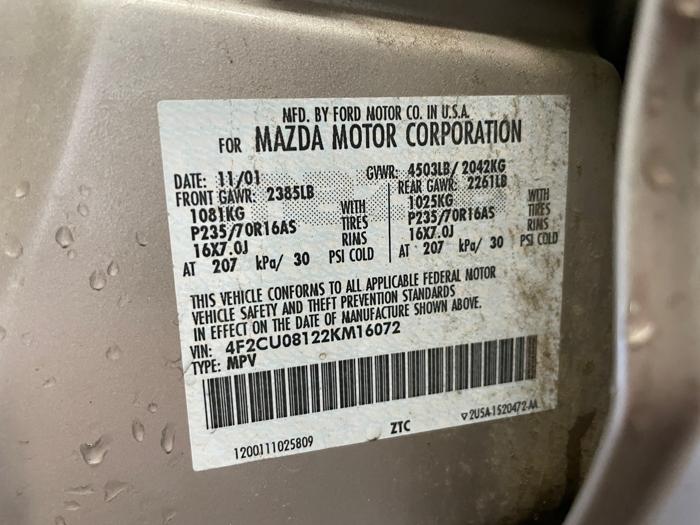 MFD. BY FORD MOTOR CO. IN U.S.A.
FOR MAZDA MOTOR CORPORATION
DATE: 11/01 GVWR: 4503LB/ 2042KG
FRONT GAWR: 2385LB REAR GAWR: 2261LB
1081KG WITH 1025KG WITH
P235/70R16AS TIRES P235/70R16AS TIRES
16X7.0J RIMS 16X7.0J RIMS
AT 207 kPa/ 30 PSI COLD AT 207 kPa/ 30 PSI COLD
THIS VEHICLE CONFORMS TO ALL APPLICABLE FEDERAL MOTOR
VEHICLE SAFETY AND THEFT PREVENTION STANDARDS
IN EFFECT ON THE DATE OF MANUFACTURE SHOWN ABOVE.
VIN: 4F2CU08122KM16072
TYPE: MPV
1200111025809 ZTC 2U5A-1520472-AA